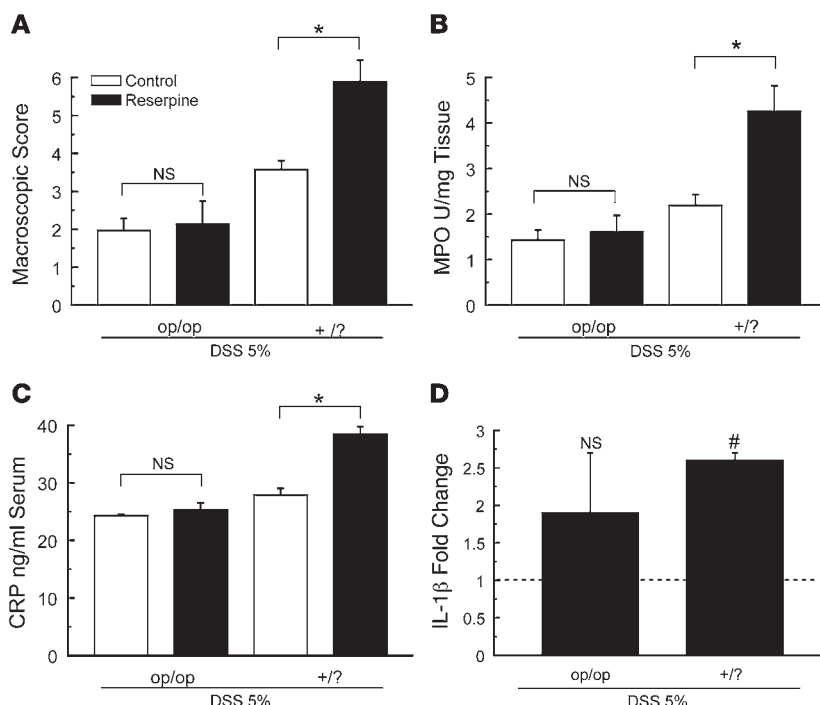 A
Macroscopic Score
6
5
4
3
2
1
0
Control
Reserpine
NS
*
op/op
+ /?
DSS 5%
B
MPO U/mg Tissue
5
4
3
2
1
0
NS
*
op/op
+/?
DSS 5%
C
CRP ng/ml Serum
40
30
20
10
0
NS
*
op/op
+/?
DSS 5%
D
IL-1β Fold Change
3
2.5
2
1.5
1
0.5
0
NS
#
op/op
+/?
DSS 5%